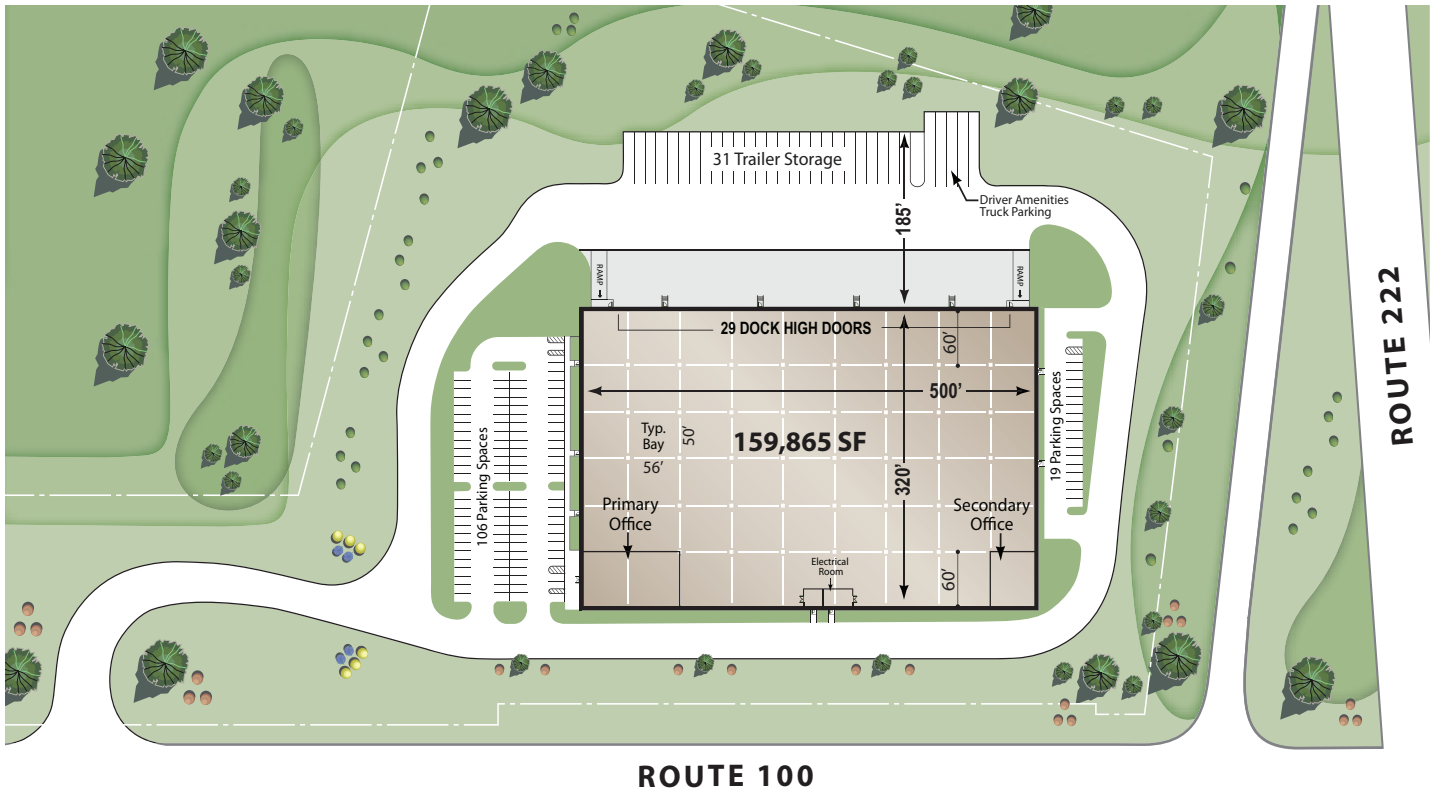 31 Trailer Storage
Driver Amenities
Truck Parking
185’
RAMP
RAMP
29 DOCK HIGH DOORS
60’
500’
Typ.
Bay
50’
56’
159,865 SF
320’
106 Parking Spaces
19 Parking Spaces
Primary
Office
Secondary
Office
Electrical
Room
60’
ROUTE 222
ROUTE 100